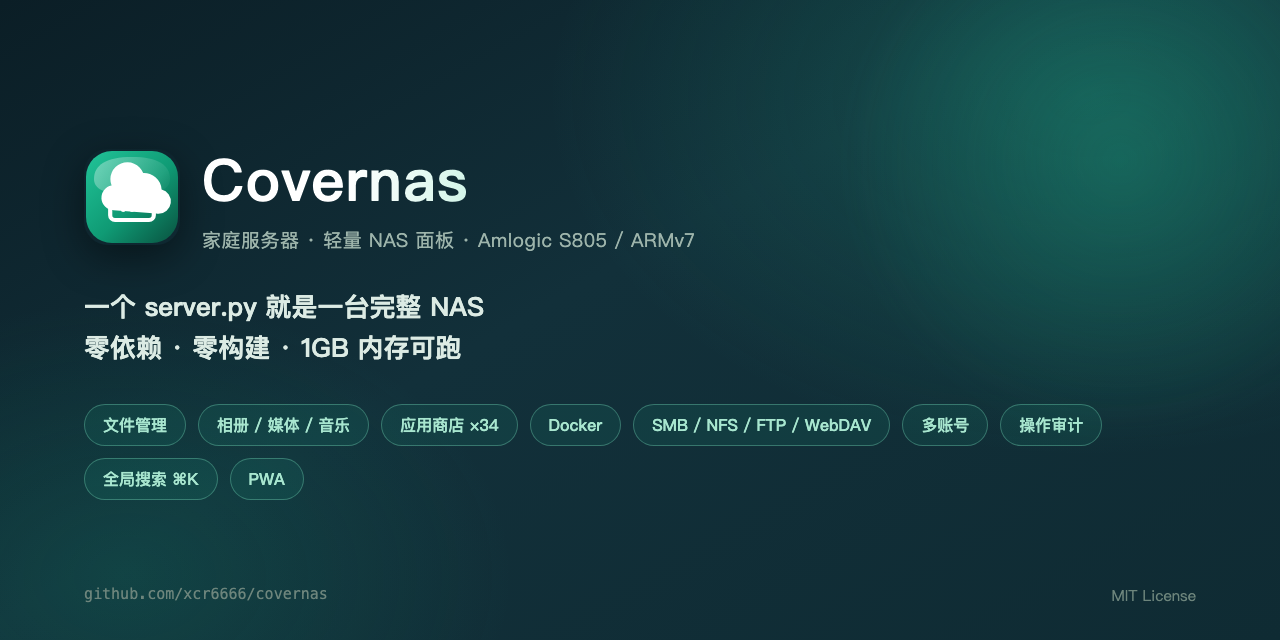 Covernas
家庭服务器 · 轻量 NAS 面板 · Amlogic S805 / ARMv7
一个 server.py 就是一台完整 NAS
零依赖 · 零构建 · 1GB 内存可跑
文件管理 相册 / 媒体 / 音乐 应用商店 ×34 Docker SMB / NFS / FTP / WebDAV 多账号 操作审计
全局搜索 ⌘K PWA
github.com/xcr6666/covernas MIT License